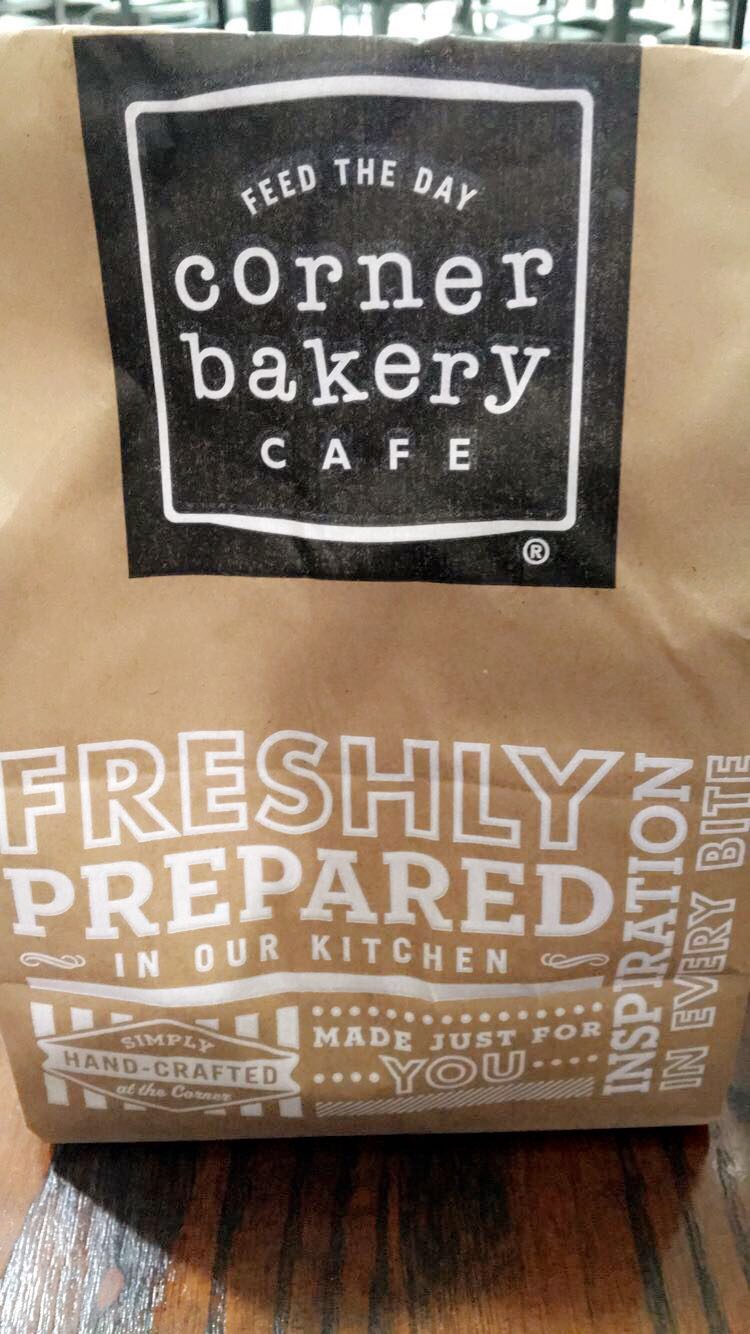 FEED THE DAY
corner
bakery
CAFE
®
FRESHLY
PREPARED
IN OUR KITCHEN
SIMPLY
HAND-CRAFTED
at the Corner
MADE JUST FOR
YOU
INSPIRATION
IN EVERY BITE